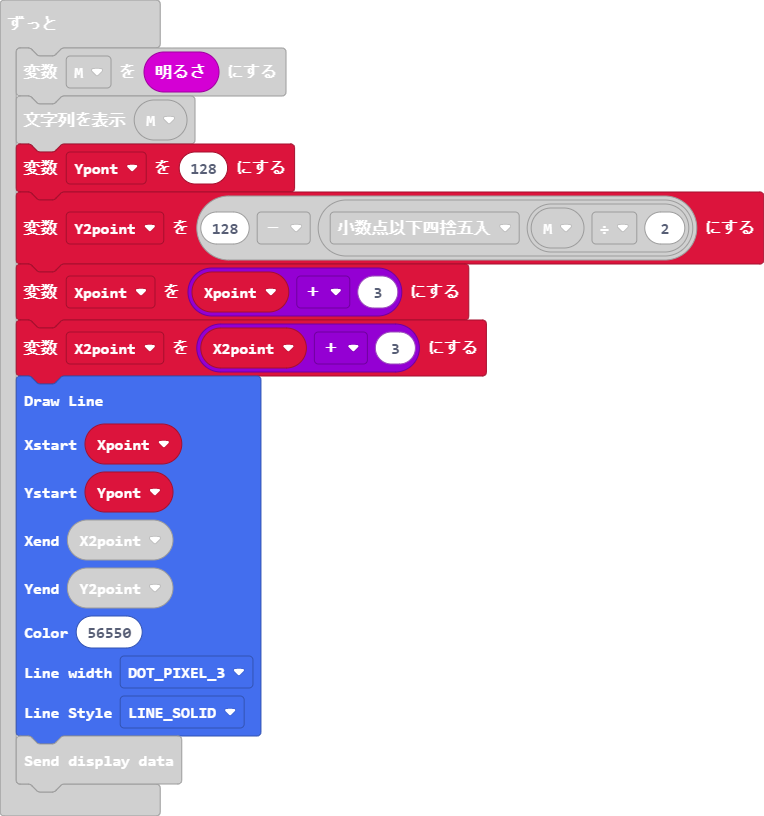 ずっと
変数 M を 明るさ にする
文字列を表示 M
変数 Ypont を 128 にする
変数 Y2point を 128 - 小数点以下四捨五入 M ÷ 2 にする
変数 Xpoint を Xpoint + 3 にする
変数 X2point を X2point + 3 にする
Draw Line
Xstart Xpoint
Ystart Ypont
Xend X2point
Yend Y2point
Color 56550
Line width DOT_PIXEL_3
Line Style LINE_SOLID
Send display data